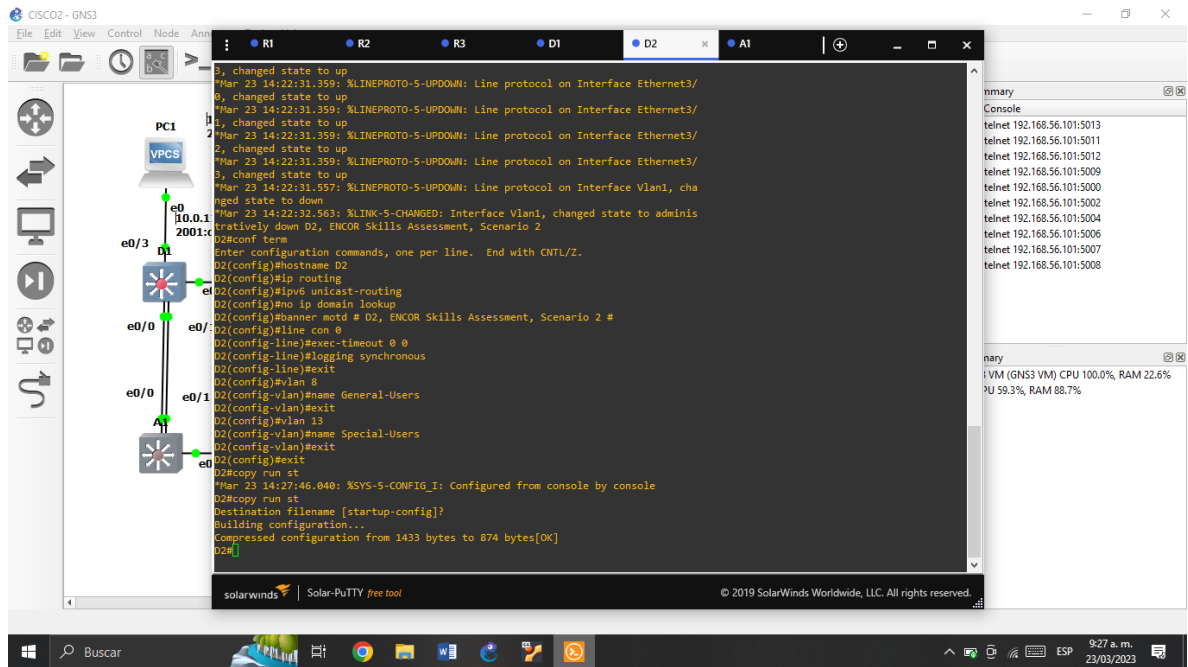 CISCO2 - GNS3
File Edit View Control Node Ann
R1 R2 R3 D1 D2 × A1
3, changed state to up
*Mar 23 14:22:31.359: %LINEPROTO-5-UPDOWN: Line protocol on Interface Ethernet3/
0, changed state to up
*Mar 23 14:22:31.359: %LINEPROTO-5-UPDOWN: Line protocol on Interface Ethernet3/
1, changed state to up
*Mar 23 14:22:31.359: %LINEPROTO-5-UPDOWN: Line protocol on Interface Ethernet3/
2, changed state to up
*Mar 23 14:22:31.359: %LINEPROTO-5-UPDOWN: Line protocol on Interface Ethernet3/
3, changed state to up
*Mar 23 14:22:31.557: %LINEPROTO-5-UPDOWN: Line protocol on Interface Vlan1, cha
nged state to down
*Mar 23 14:22:32.563: %LINK-5-CHANGED: Interface Vlan1, changed state to adminis
tratively down D2, ENCOR Skills Assessment, Scenario 2
D2#conf term
Enter configuration commands, one per line.  End with CNTL/Z.
D2(config)#hostname D2
D2(config)#ip routing
D2(config)#ipv6 unicast-routing
D2(config)#no ip domain lookup
D2(config)#banner motd # D2, ENCOR Skills Assessment, Scenario 2 #
D2(config)#line con 0
D2(config-line)#exec-timeout 0 0
D2(config-line)#logging synchronous
D2(config-line)#exit
D2(config)#vlan 8
D2(config-vlan)#name General-Users
D2(config-vlan)#exit
D2(config)#vlan 13
D2(config-vlan)#name Special-Users
D2(config-vlan)#exit
D2(config)#exit
D2#copy run st
*Mar 23 14:27:46.040: %SYS-5-CONFIG_I: Configured from console by console
D2#copy run st
Destination filename [startup-config]?
Building configuration...
Compressed configuration from 1433 bytes to 874 bytes[OK]
D2#
solarwinds Solar-PuTTY free tool
© 2019 SolarWinds Worldwide, LLC. All rights reserved.
PC1
VPCS
e0
10.0.1
2001:
e0/3
D1
e0/0
e0/
e0/0
e0/1
A1
e0
mmary
Console
telnet 192.168.56.101:5013
telnet 192.168.56.101:5011
telnet 192.168.56.101:5012
telnet 192.168.56.101:5009
telnet 192.168.56.101:5000
telnet 192.168.56.101:5002
telnet 192.168.56.101:5004
telnet 192.168.56.101:5006
telnet 192.168.56.101:5007
telnet 192.168.56.101:5008
mary
VM (GNS3 VM) CPU 100.0%, RAM 22.6%
PU 59.3%, RAM 88.7%
Buscar
ESP
9:27 a. m.
23/03/2023